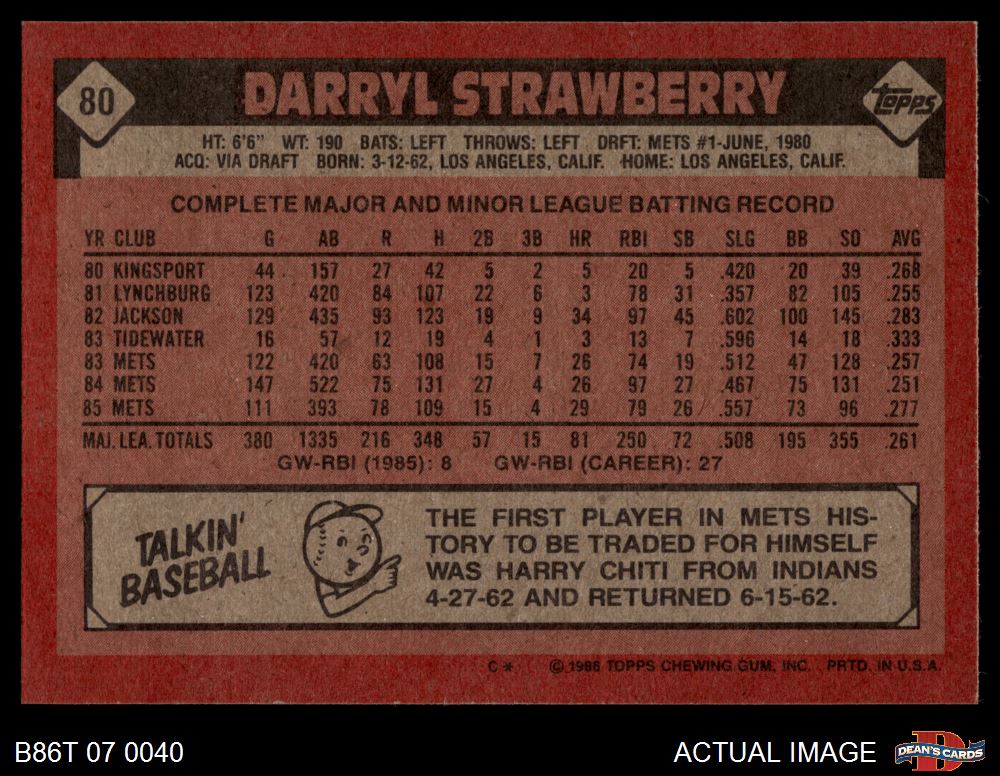 80 DARRYL STRAWBERRY Topps
HT: 6'6" WT: 190 BATS: LEFT THROWS: LEFT DRFT: METS #1-JUNE, 1980
ACQ: VIA DRAFT BORN: 3-12-62, LOS ANGELES, CALIF. HOME: LOS ANGELES, CALIF.
COMPLETE MAJOR AND MINOR LEAGUE BATTING RECORD
YR CLUB G AB R H 2B 3B HR RBI SB SLG BB SO AVG
80 KINGSPORT 44 157 27 42 5 2 5 20 5 .420 20 39 .268
81 LYNCHBURG 123 420 84 107 22 6 3 78 31 .357 82 105 .255
82 JACKSON 129 435 93 123 19 9 34 97 45 .602 100 145 .283
83 TIDEWATER 16 57 12 19 4 1 3 13 7 .596 14 18 .333
83 METS 122 420 63 108 15 7 26 74 19 .512 47 128 .257
84 METS 147 522 75 131 27 4 26 97 27 .467 75 131 .251
85 METS 111 393 78 109 15 4 29 79 26 .557 73 96 .277
MAJ. LEA. TOTALS 380 1335 216 348 57 15 81 250 72 .508 195 355 .261
GW-RBI (1985): 8 GW-RBI (CAREER): 27
TALKIN'
BASEBALL
THE FIRST PLAYER IN METS HIS-
TORY TO BE TRADED FOR HIMSELF
WAS HARRY CHITI FROM INDIANS
4-27-62 AND RETURNED 6-15-62.
C * © 1986 TOPPS CHEWING GUM, INC. PRTD. IN U.S.A.
B86T 07 0040 ACTUAL IMAGE D DEAN'S CARDS